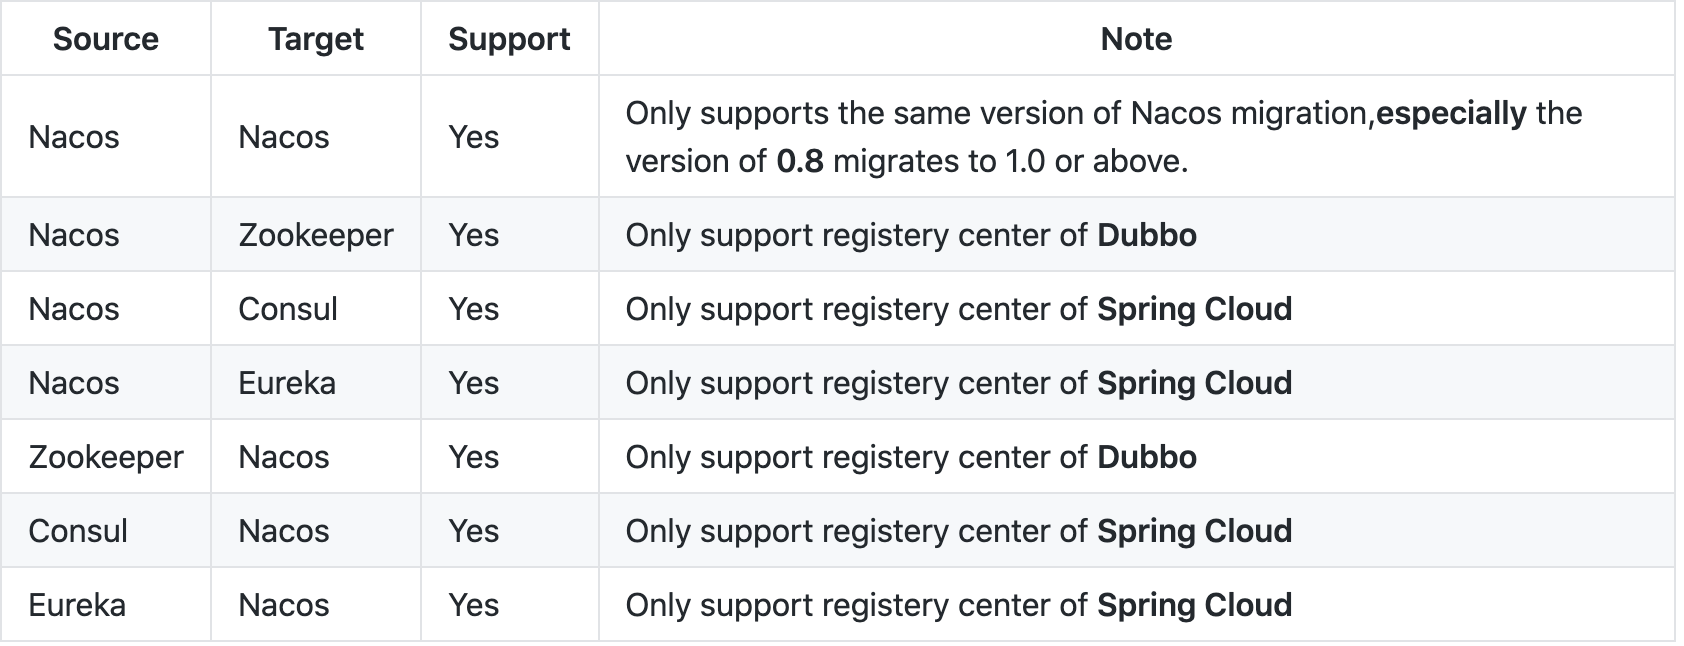 Source Target Support Note
Nacos Nacos Yes Only supports the same version of Nacos migration,especially the
version of 0.8 migrates to 1.0 or above.
Nacos Zookeeper Yes Only support registery center of Dubbo
Nacos Consul Yes Only support registery center of Spring Cloud
Nacos Eureka Yes Only support registery center of Spring Cloud
Zookeeper Nacos Yes Only support registery center of Dubbo
Consul Nacos Yes Only support registery center of Spring Cloud
Eureka Nacos Yes Only support registery center of Spring Cloud